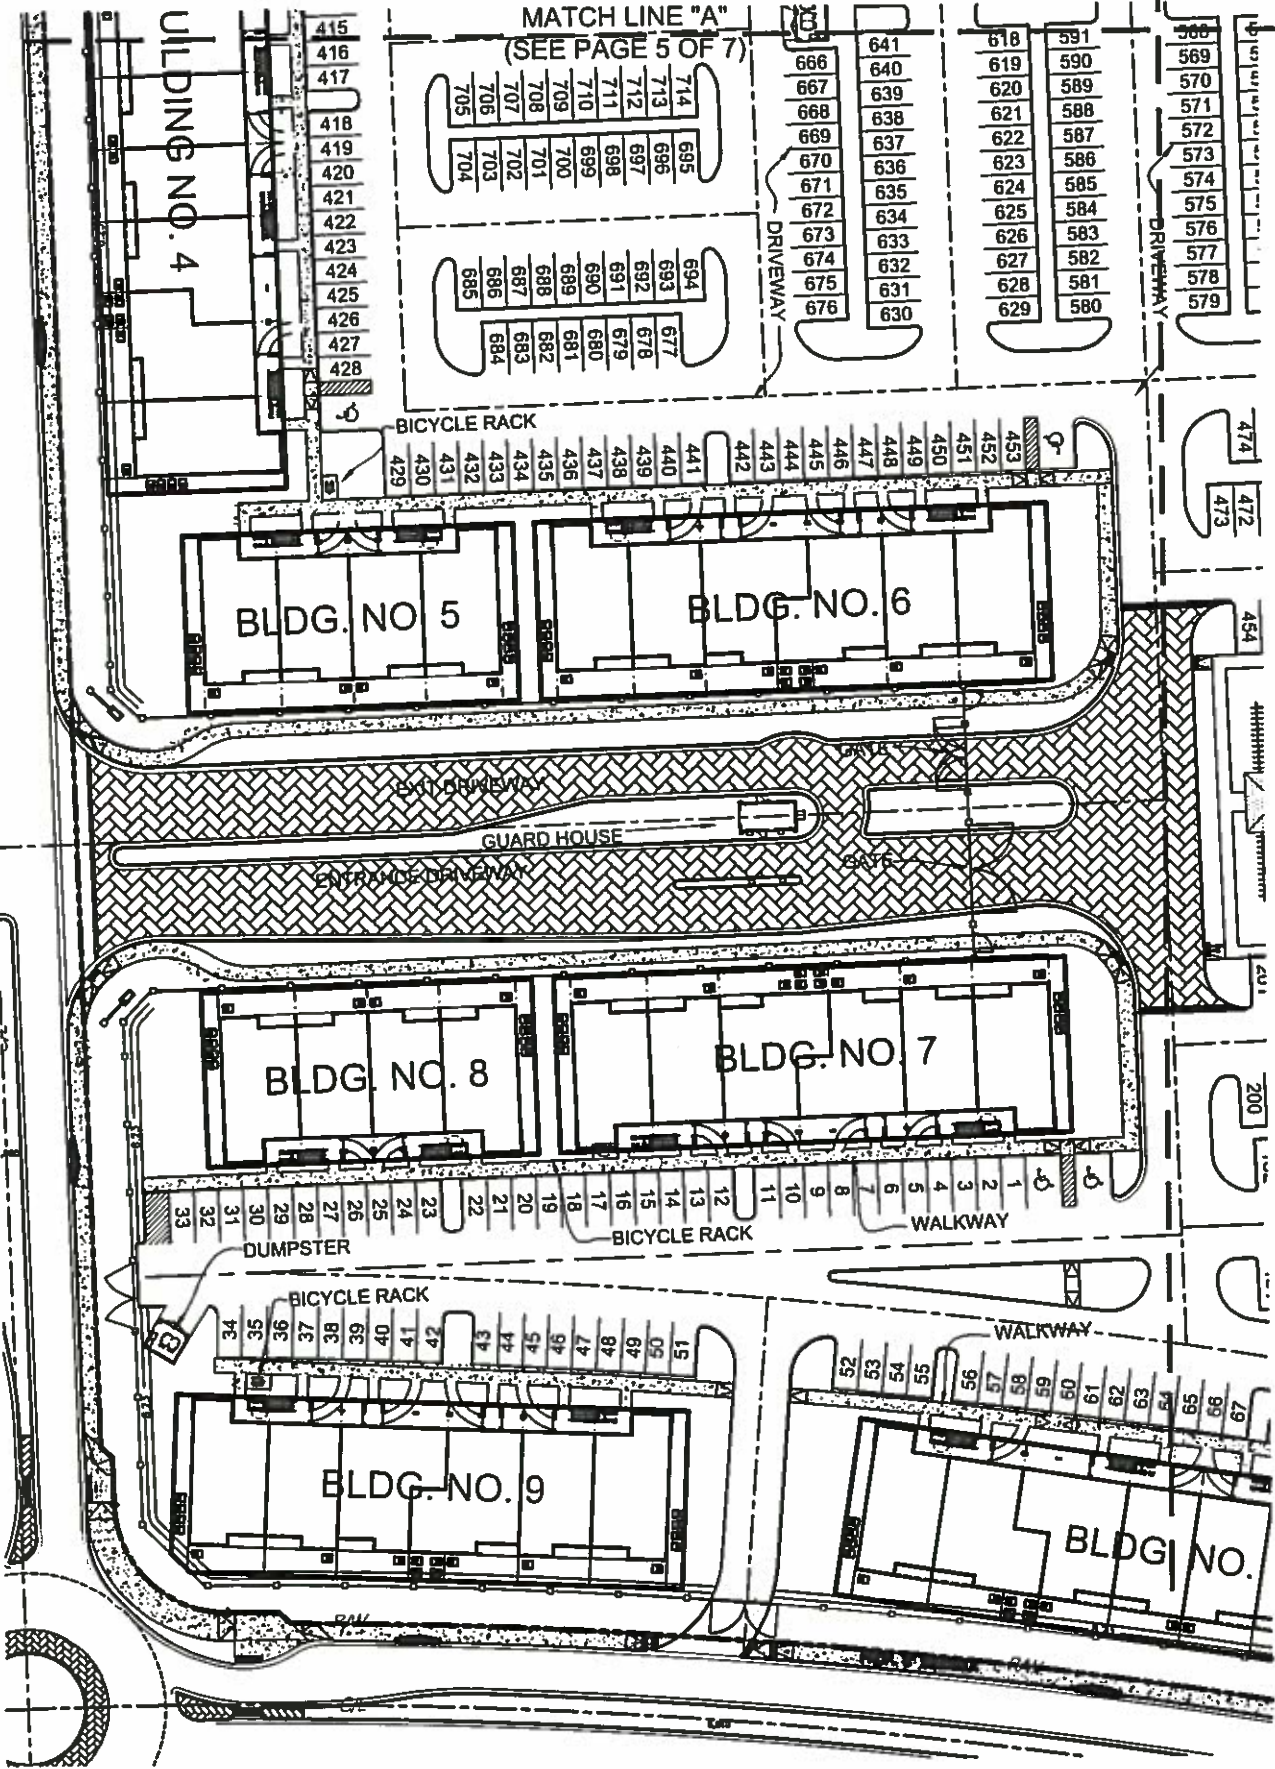 MATCH LINE "A"
(SEE PAGE 5 OF 7)
UILDING NO. 4
415
416
417
418
419
420
421
422
423
424
425
426
427
428
705 706 707 708 709 710 711 712 713 714
704 703 702 701 700 699 698 697 696 695
685 686 687 688 689 690 691 692 693 694
684 683 682 681 680 679 678 677
666
667
668
669
670
671
672
673
674
675
676
641
640
639
638
637
636
635
634
633
632
631
630
DRIVEWAY
618
619
620
621
622
623
624
625
626
627
628
629
591
590
589
588
587
586
585
584
583
582
581
580
DRIVEWAY
569
570
571
572
573
574
575
576
577
578
579
BICYCLE RACK
429 430 431 432 433 434 435 436 437 438 439 440 441 442 443 444 445 446 447 448 449 450 451 452 453
474
473 472
454
BLDG. NO. 5
BLDG. NO. 6
EXIT DRIVEWAY
GATE
GUARD HOUSE
ENTRANCE DRIVEWAY
GATE
BLDG. NO. 8
BLDG. NO. 7
200
33 32 31 30 29 28 27 26 25 24 23 22 21 20 19 18 17 16 15 14 13 12 11 10 9 8 7 6 5 4 3 2 1
BICYCLE RACK
WALKWAY
DUMPSTER
BICYCLE RACK
34 35 36 37 38 39 40 41 42 43 44 45 46 47 48 49 50 51
WALKWAY
52 53 54 55 56 57 58 59 60 61 62 63 64 65 66 67
BLDG. NO. 9
BLDG. NO.
R/W
R/W
C/L